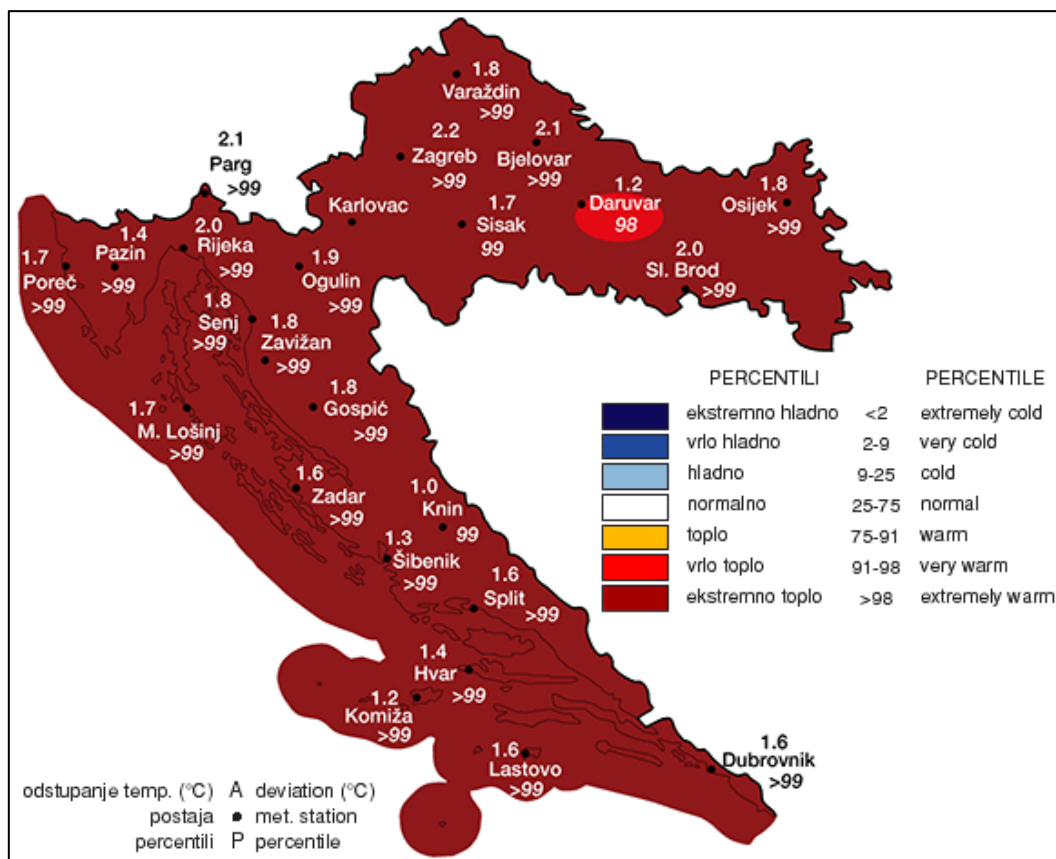 1.8
Varaždin
>99
2.2
Zagreb
>99
2.1
Bjelovar
>99
2.1
Parg
>99
1.2
Daruvar
98
1.8
Osijek
>99
Karlovac
1.7
Sisak
99
2.0
Sl. Brod
>99
1.7
Poreč
>99
1.4
Pazin
>99
2.0
Rijeka
>99
1.9
Ogulin
>99
1.8
Senj
>99
1.8
Zavižan
>99
1.8
Gospić
>99
1.7
M. Lošinj
>99
1.6
Zadar
>99
1.0
Knin
99
1.3
Šibenik
>99
1.6
Split
>99
1.4
Hvar
>99
1.2
Komiža
>99
1.6
Lastovo
>99
1.6
Dubrovnik
>99
PERCENTILI PERCENTILE
ekstremno hladno <2 extremely cold
vrlo hladno 2-9 very cold
hladno 9-25 cold
normalno 25-75 normal
toplo 75-91 warm
vrlo toplo 91-98 very warm
ekstremno toplo >98 extremely warm
odstupanje temp. (°C) A deviation (°C)
postaja ● met. station
percentili P percentile